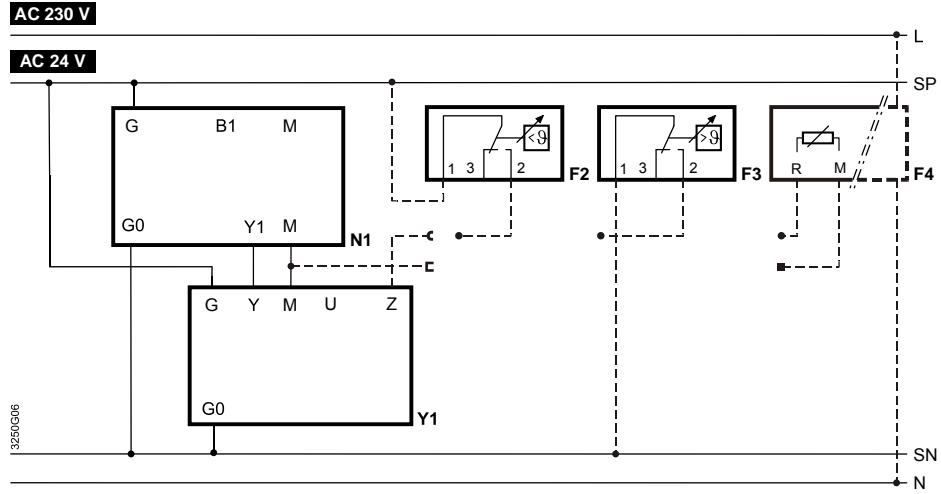 AC 230 V
L
AC 24 V
SP
G B1 M
G0 Y1 M
N1
<ϑ
1 3 2
F2
>ϑ
1 3 2
F3
R M
F4
G Y M U Z
G0
Y1
3250G06
SN
N